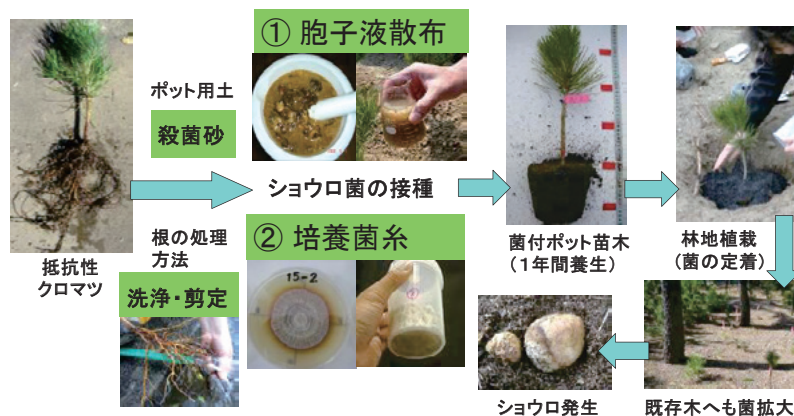 ① 胞子液散布
ポット用土
殺菌砂
ショウロ菌の接種
抵抗性
クロマツ
根の処理
方法
洗浄・剪定
② 培養菌糸
15-2
菌付ポット苗木
（１年間養生）
林地植栽
（菌の定着）
ショウロ発生
既存木へも菌拡大